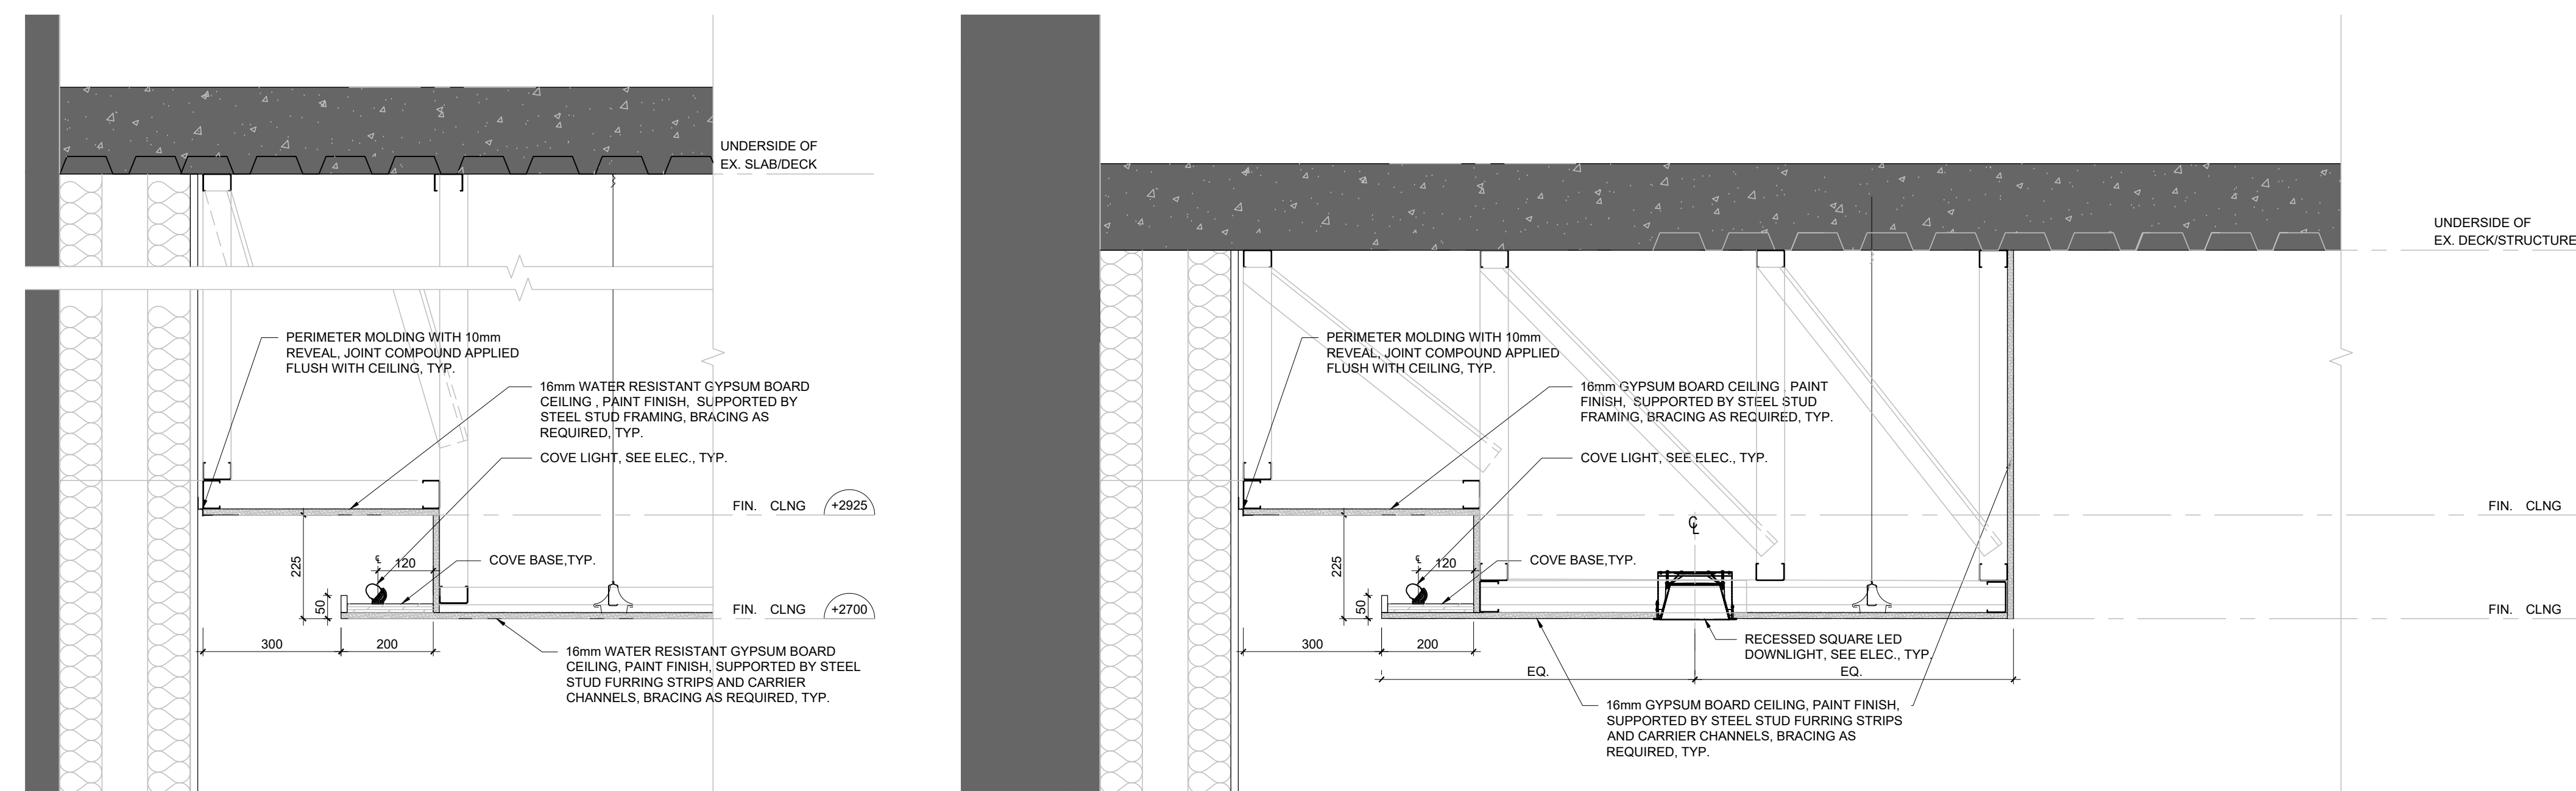 UNDERSIDE OF
EX. SLAB/DECK
PERIMETER MOLDING WITH 10mm
REVEAL, JOINT COMPOUND APPLIED
FLUSH WITH CEILING, TYP.
16mm WATER RESISTANT GYPSUM BOARD
CEILING , PAINT FINISH, SUPPORTED BY
STEEL STUD FRAMING, BRACING AS
REQUIRED, TYP.
COVE LIGHT, SEE ELEC., TYP.
FIN. CLNG +2925
225
℄
120
COVE BASE,TYP.
50
FIN. CLNG +2700
300
200
16mm WATER RESISTANT GYPSUM BOARD
CEILING, PAINT FINISH, SUPPORTED BY STEEL
STUD FURRING STRIPS AND CARRIER
CHANNELS, BRACING AS REQUIRED, TYP.
UNDERSIDE OF
EX. DECK/STRUCTURE
PERIMETER MOLDING WITH 10mm
REVEAL, JOINT COMPOUND APPLIED
FLUSH WITH CEILING, TYP.
16mm GYPSUM BOARD CEILING , PAINT
FINISH, SUPPORTED BY STEEL STUD
FRAMING, BRACING AS REQUIRED, TYP.
COVE LIGHT, SEE ELEC., TYP.
FIN. CLNG
℄
225
℄
120
COVE BASE,TYP.
50
FIN. CLNG
300
200
RECESSED SQUARE LED
DOWNLIGHT, SEE ELEC., TYP.
EQ.
EQ.
16mm GYPSUM BOARD CEILING, PAINT FINISH,
SUPPORTED BY STEEL STUD FURRING STRIPS
AND CARRIER CHANNELS, BRACING AS
REQUIRED, TYP.